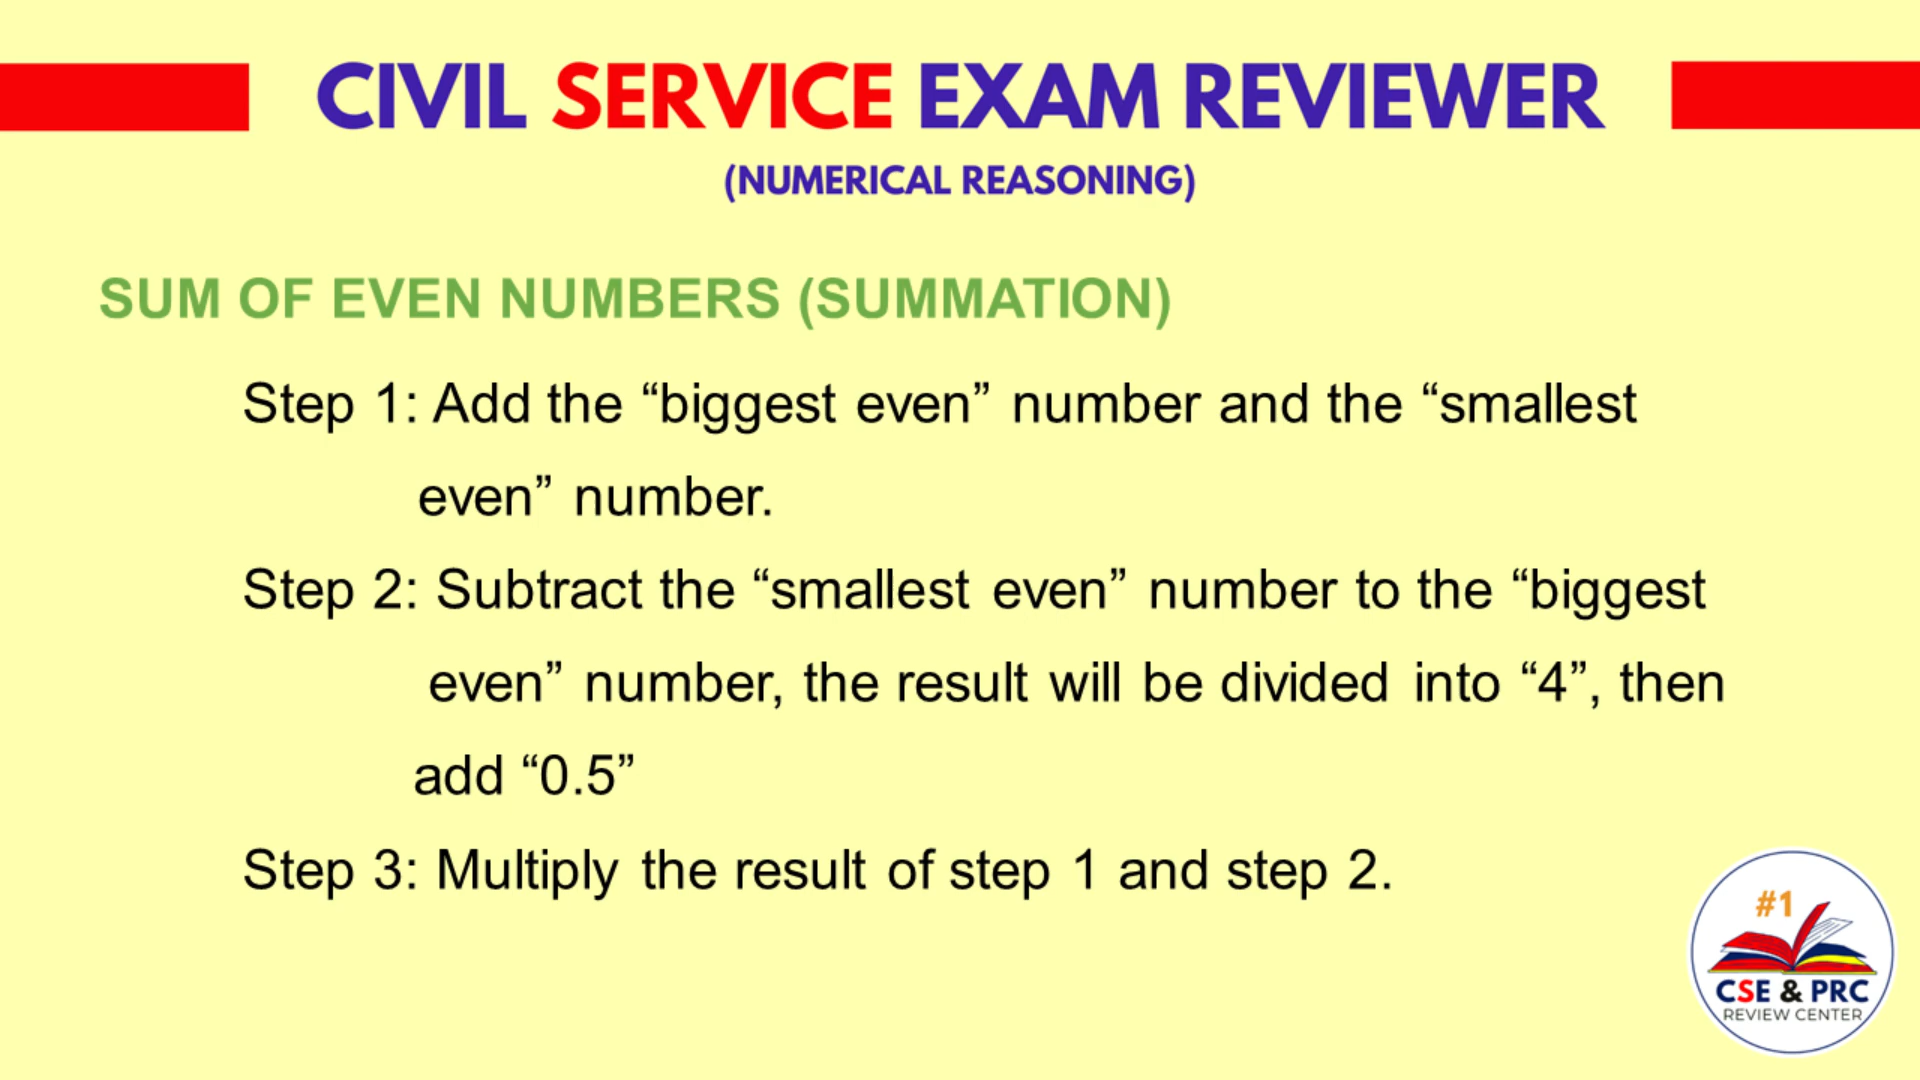 CIVIL SERVICE EXAM REVIEWER
(NUMERICAL REASONING)
SUM OF EVEN NUMBERS (SUMMATION)
Step 1: Add the “biggest even” number and the “smallest
even” number.
Step 2: Subtract the “smallest even” number to the “biggest
even” number, the result will be divided into “4”, then
add “0.5”
Step 3: Multiply the result of step 1 and step 2.
#1
CSE & PRC
REVIEW CENTER